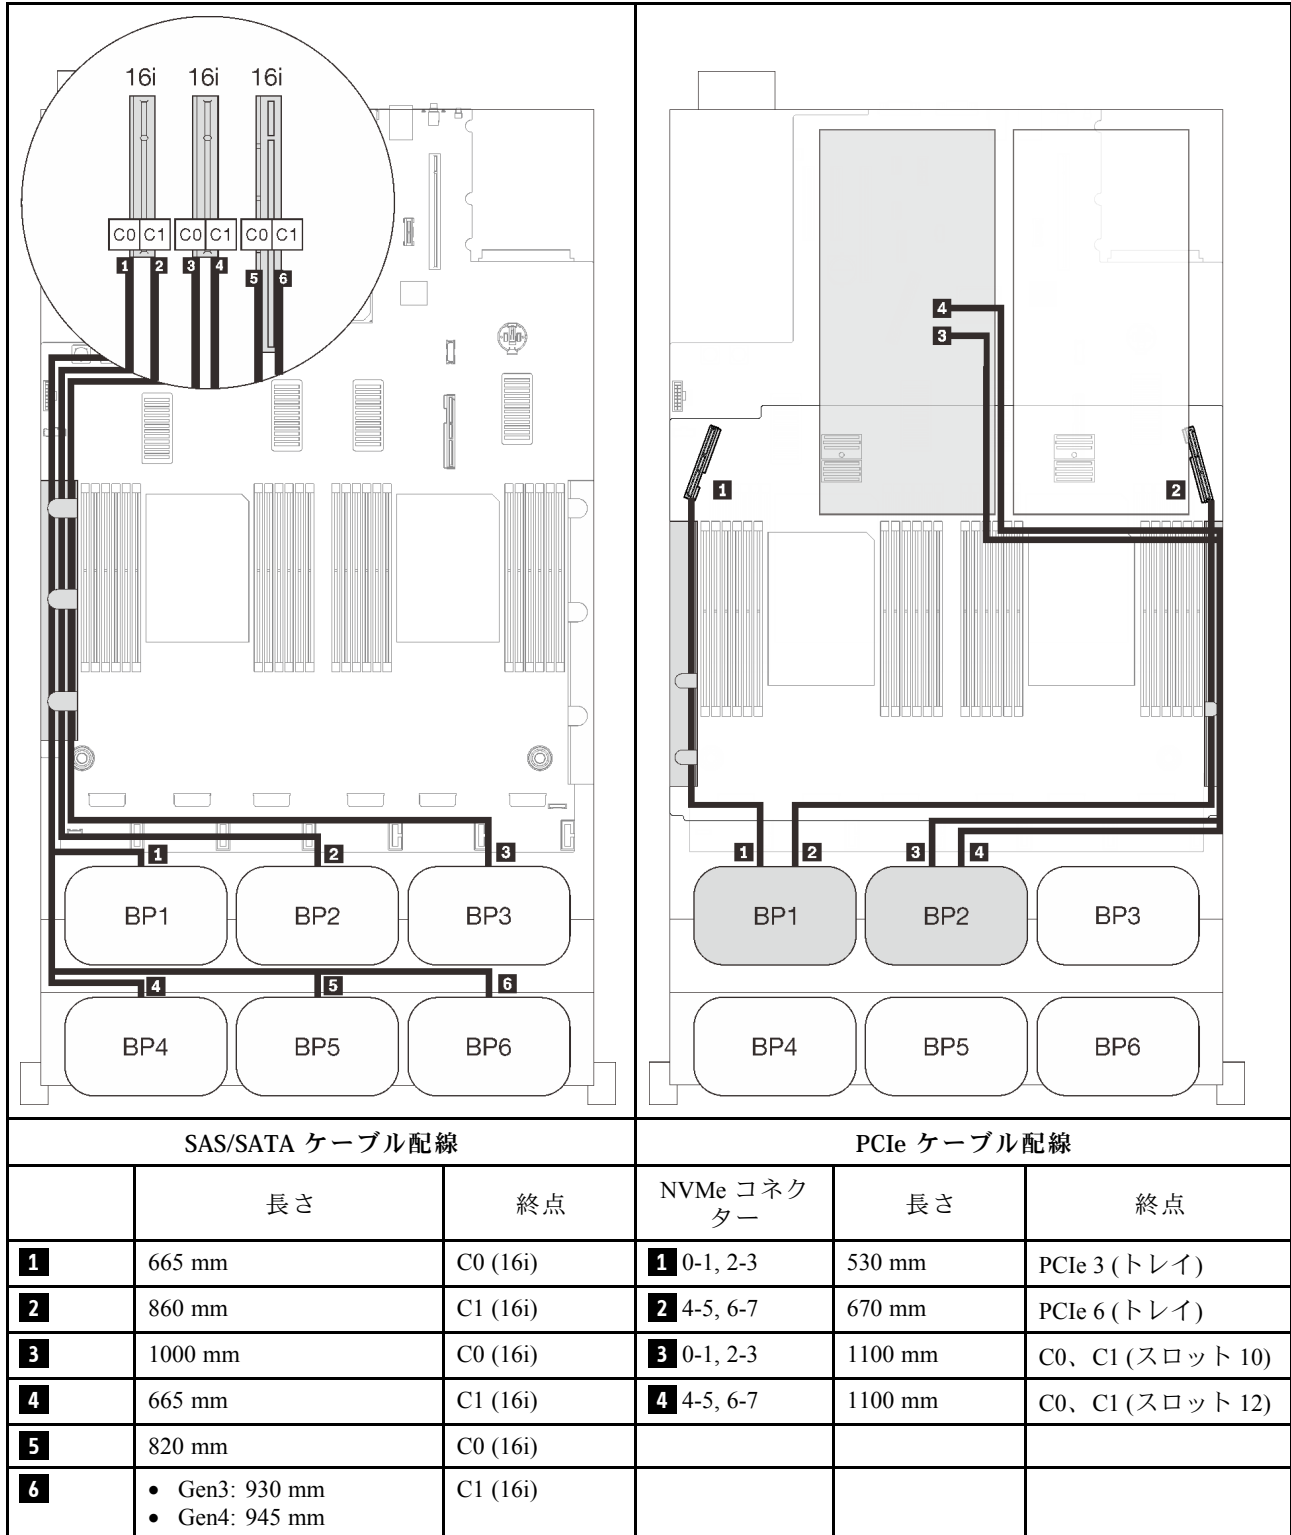 16i 16i 16i
C0 C1 C0 C1 C0 C1
1 2 3 4 5 6
1 2 3
BP1 BP2 BP3
4 5 6
BP4 BP5 BP6
4
3
1 2
1 2 3 4
BP1 BP2 BP3
BP4 BP5 BP6
SAS/SATA ケーブル配線 PCIe ケーブル配線
長さ 終点 NVMe コネク
ター 長さ 終点
1 665 mm C0 (16i) 1 0-1, 2-3 530 mm PCIe 3 (トレイ)
2 860 mm C1 (16i) 2 4-5, 6-7 670 mm PCIe 6 (トレイ)
3 1000 mm C0 (16i) 3 0-1, 2-3 1100 mm C0、C1 (スロット 10)
4 665 mm C1 (16i) 4 4-5, 6-7 1100 mm C0、C1 (スロット 12)
5 820 mm C0 (16i)
6 • Gen3: 930 mm C1 (16i)
• Gen4: 945 mm